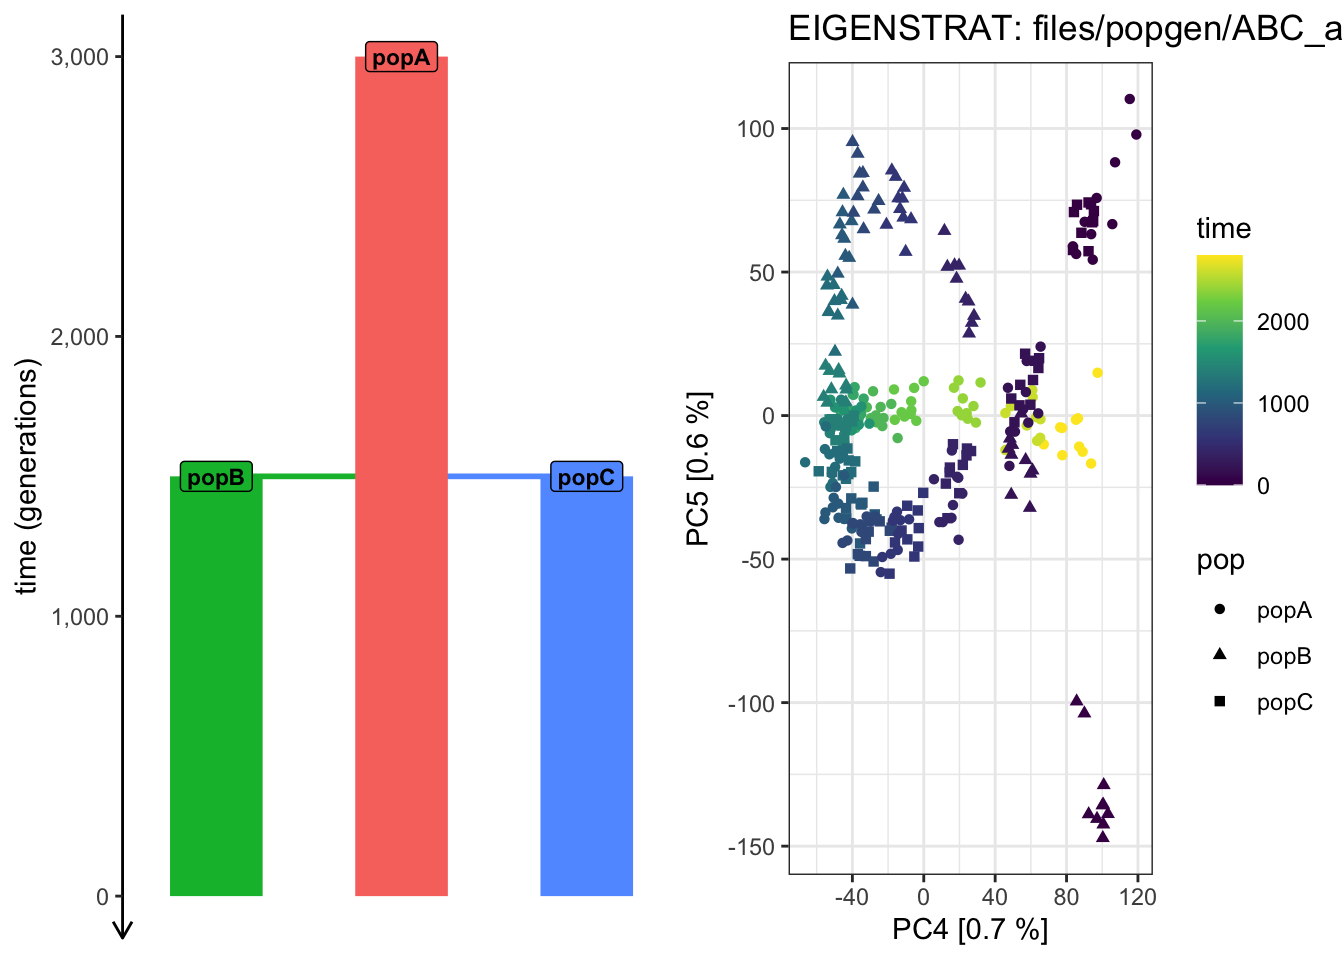 time (generations)
3,000
2,000
1,000
0
popA
popB
popC
EIGENSTRAT: files/popgen/ABC_a
PC5 [0.6 %]
100
50
0
-50
-100
-150
-40 0 40 80 120
PC4 [0.7 %]
time
2000
1000
0
pop
popA
popB
popC